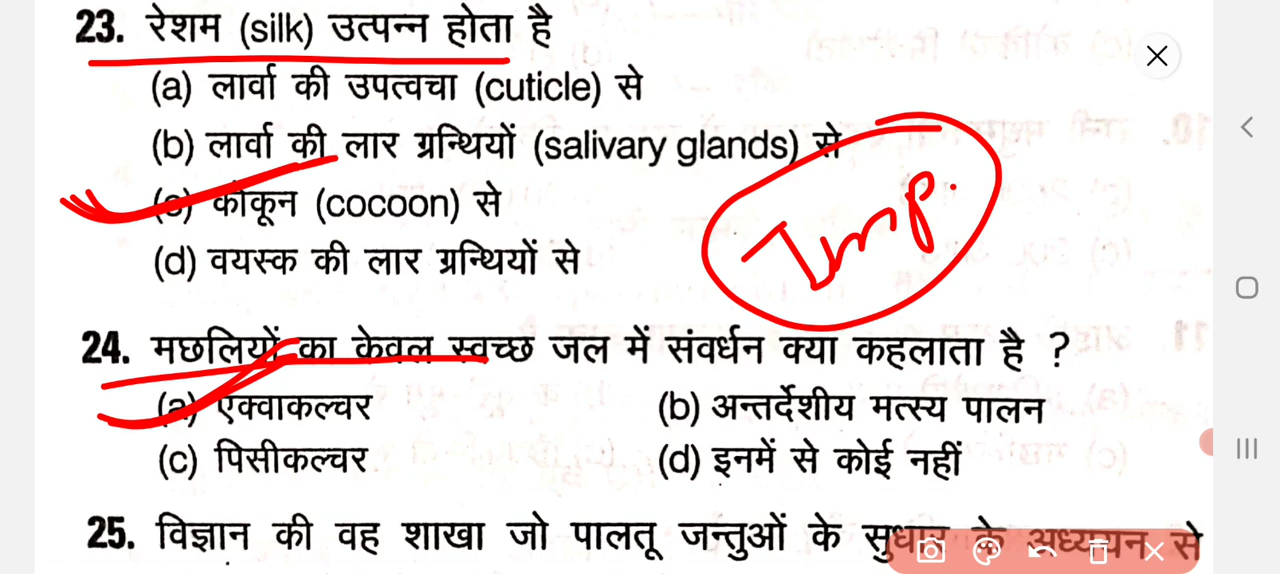 23. रेशम (silk) उत्पन्न होता है
(a) लार्वा की उपत्वचा (cuticle) से
(b) लार्वा की लार ग्रन्थियों (salivary glands) से
(c) कोकून (cocoon) से
Imp.
(d) वयस्क की लार ग्रन्थियों से
24. मछलियों का केवल स्वच्छ जल में संवर्धन क्या कहलाता है ?
(a) एक्वाकल्चर (b) अन्तर्देशीय मत्स्य पालन
(c) पिसीकल्चर (d) इनमें से कोई नहीं
25. विज्ञान की वह शाखा जो पालतू जन्तुओं के सुधार के अध्ययन से